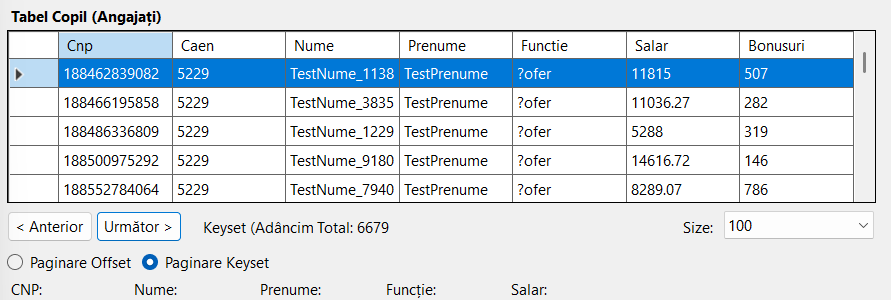 Tabel Copil (Angajați)
Cnp Caen Nume Prenume Functie Salar Bonusuri
188462839082 5229 TestNume_1138 TestPrenume ?ofer 11815 507
188466195858 5229 TestNume_3835 TestPrenume ?ofer 11036.27 282
188486336809 5229 TestNume_1229 TestPrenume ?ofer 5288 319
188500975292 5229 TestNume_9180 TestPrenume ?ofer 14616.72 146
188552784064 5229 TestNume_7940 TestPrenume ?ofer 8289.07 786
< Anterior Următor > Keyset (Adâncim Total: 6679 Size: 100
Paginare Offset Paginare Keyset
CNP: Nume: Prenume: Funcție: Salar: